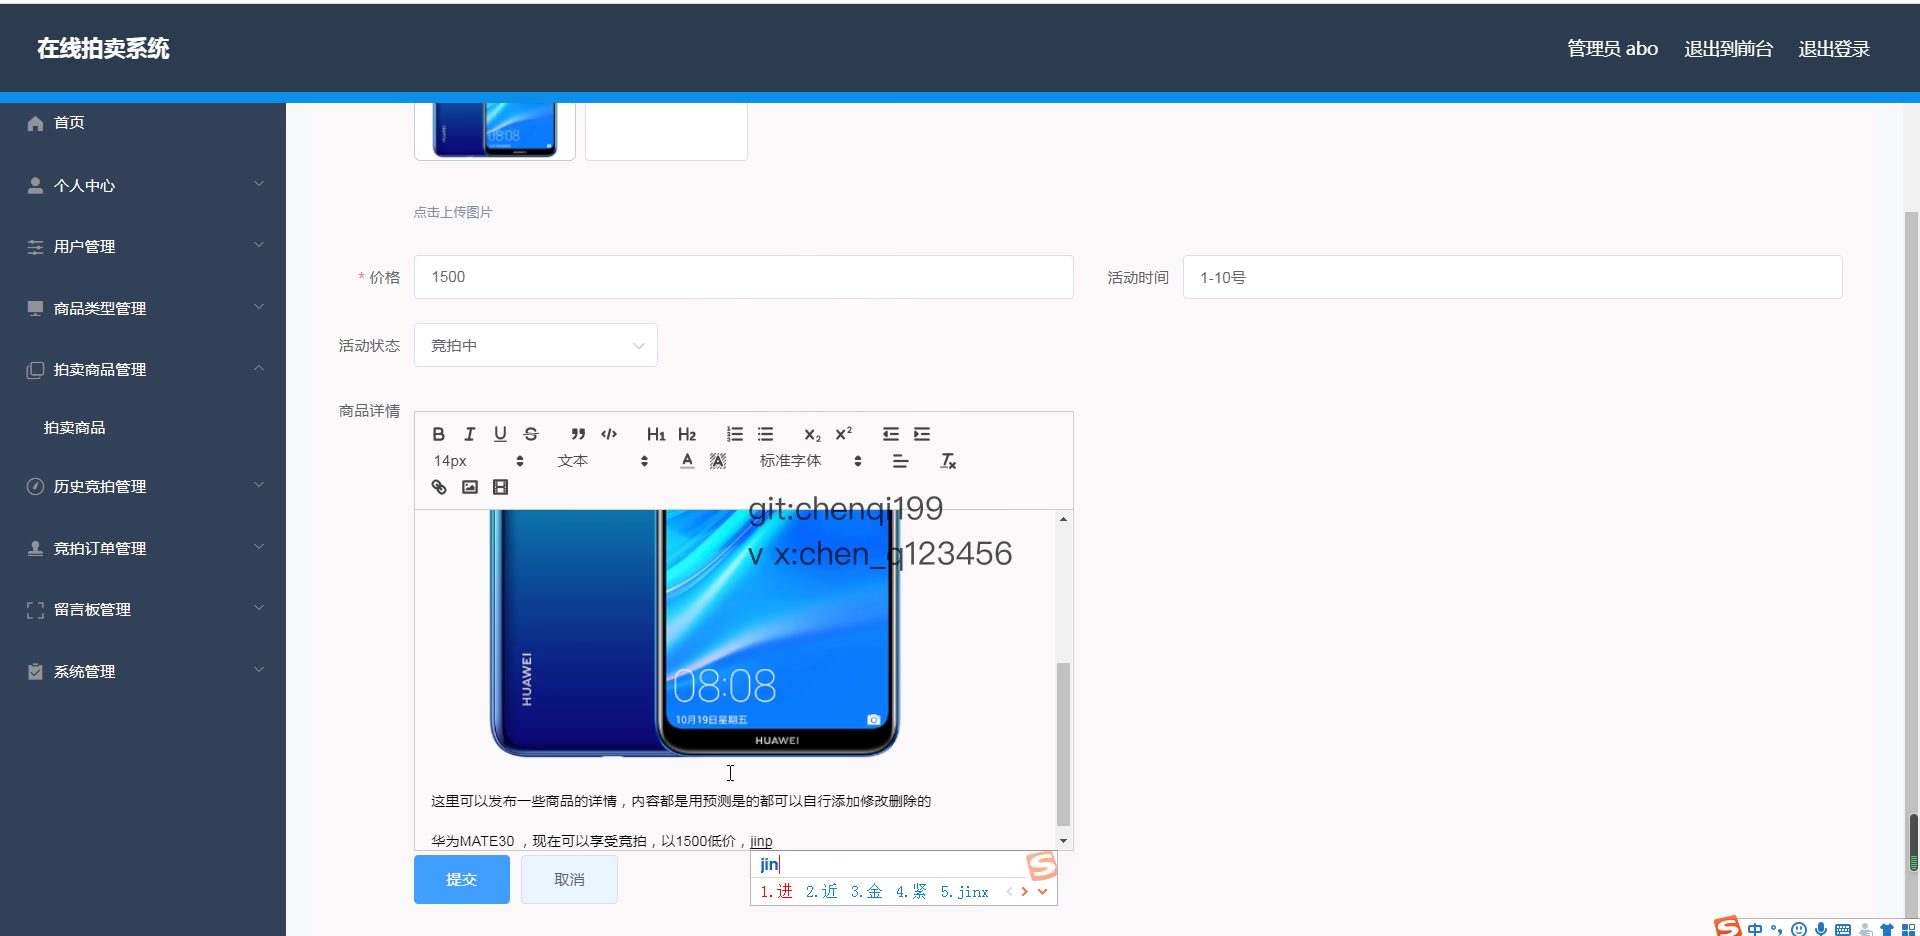 在线拍卖系统
管理员 abo 退出到前台 退出登录
首页
个人中心
用户管理
商品类型管理
拍卖商品管理
拍卖商品
历史竞拍管理
竞拍订单管理
留言板管理
系统管理
08:08
点击上传图片
* 价格 1500 活动时间 1-10号
活动状态 竞拍中
商品详情
B I U S ” </> H1 H2 X2 X2
14px 文本 A A 标准字体 Tx
git:chenqi199
v x:chen_q123456
HUAWEI
08:08
10月19日星期五
HUAWEI
这里可以发布一些商品的详情，内容都是用预测是的都可以自行添加修改删除的
华为MATE30 ，现在可以享受竞拍，以1500低价，jinp
提交 取消
jin
1.进 2.近 3.金 4.紧 5.jinx
S 中